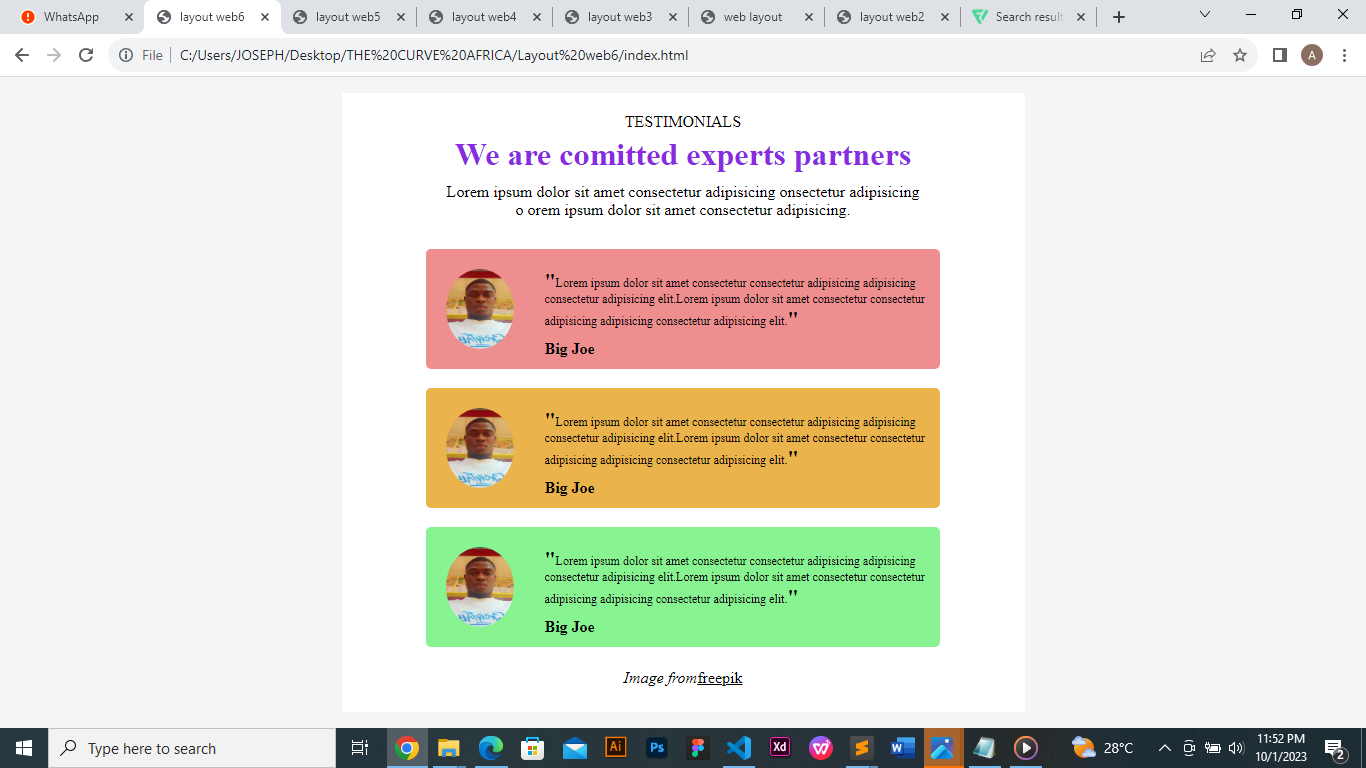 WhatsApp
layout web6
layout web5
layout web4
layout web3
web layout
layout web2
Search result
File
C:/Users/JOSEPH/Desktop/THE%20CURVE%20AFRICA/Layout%20web6/index.html
A
TESTIMONIALS
We are comitted experts partners
Lorem ipsum dolor sit amet consectetur adipisicing onsectetur adipisicing
o orem ipsum dolor sit amet consectetur adipisicing.
"Lorem ipsum dolor sit amet consectetur consectetur adipisicing adipisicing
consectetur adipisicing elit.Lorem ipsum dolor sit amet consectetur consectetur
adipisicing adipisicing consectetur adipisicing elit."
Big Joe
"Lorem ipsum dolor sit amet consectetur consectetur adipisicing adipisicing
consectetur adipisicing elit.Lorem ipsum dolor sit amet consectetur consectetur
adipisicing adipisicing consectetur adipisicing elit."
Big Joe
"Lorem ipsum dolor sit amet consectetur consectetur adipisicing adipisicing
consectetur adipisicing elit.Lorem ipsum dolor sit amet consectetur consectetur
adipisicing adipisicing consectetur adipisicing elit."
Big Joe
Image fromfreepik
Type here to search
Ai
Ps
Xd
W
28°C
11:52 PM
10/1/2023
2